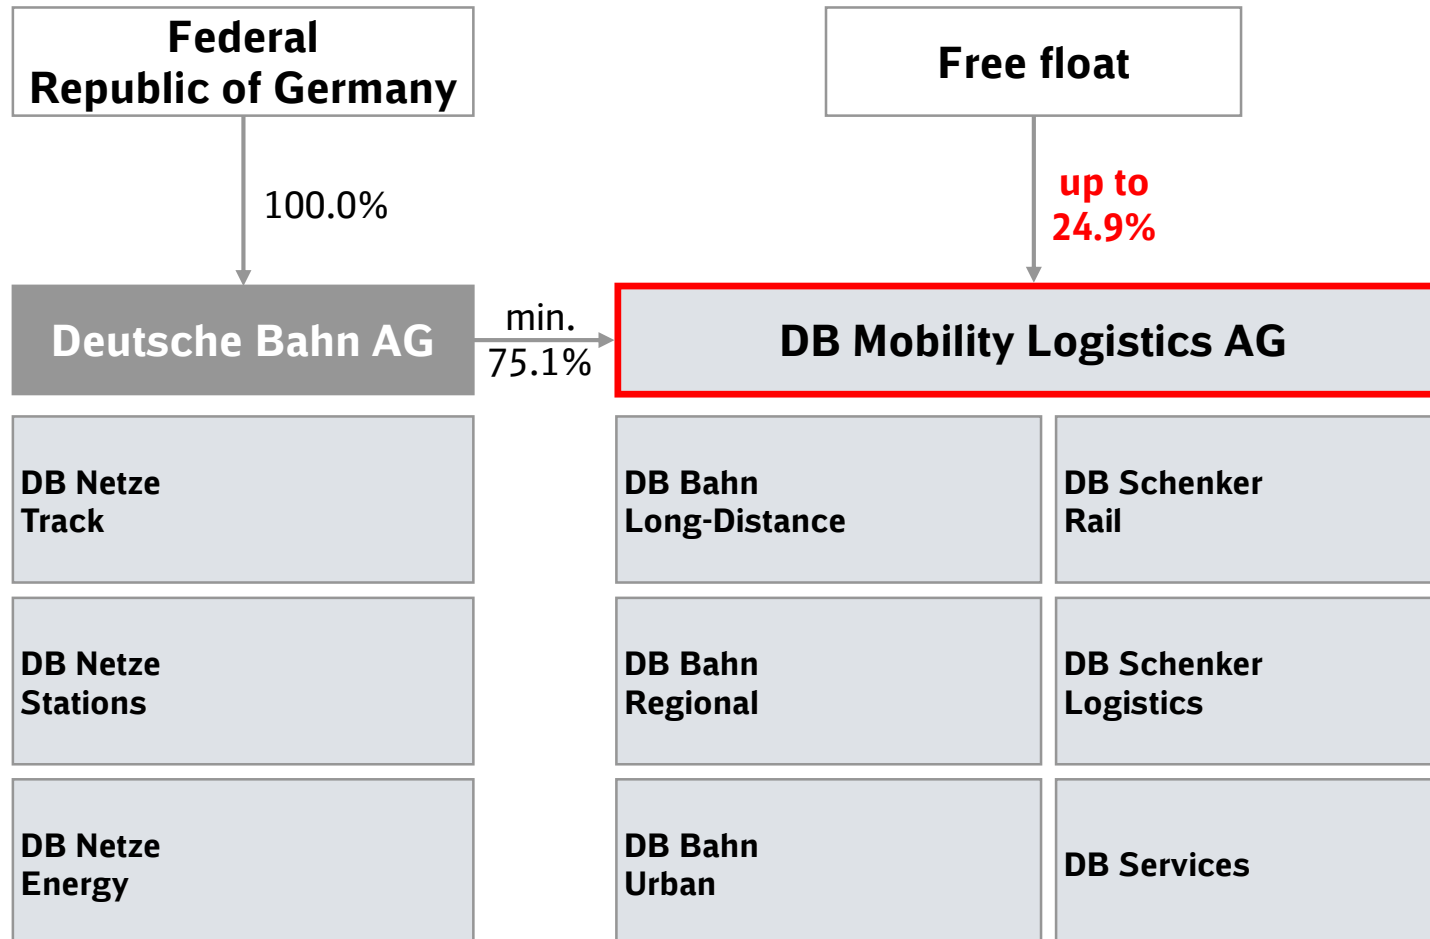 Federal
Republic of Germany
Free float
100.0%
up to
24.9%
Deutsche Bahn AG
min.
75.1%
DB Mobility Logistics AG
DB Netze
Track
DB Bahn
Long-Distance
DB Schenker
Rail
DB Netze
Stations
DB Bahn
Regional
DB Schenker
Logistics
DB Netze
Energy
DB Bahn
Urban
DB Services